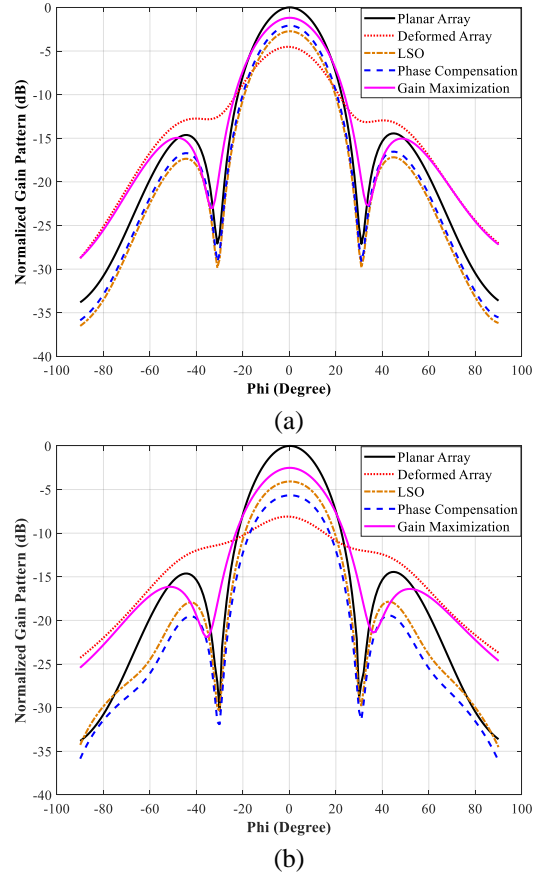 0
-5
-10
-15
-20
-25
-30
-35
-40
Normalized Gain Pattern (dB)
Planar Array
Deformed Array
LSO
Phase Compensation
Gain Maximization
-100 -80 -60 -40 -20 0 20 40 60 80 100
Phi (Degree)
(a)
0
-5
-10
-15
-20
-25
-30
-35
-40
Normalized Gain Pattern (dB)
Planar Array
Deformed Array
LSO
Phase Compensation
Gain Maximization
-100 -80 -60 -40 -20 0 20 40 60 80 100
Phi (Degree)
(b)